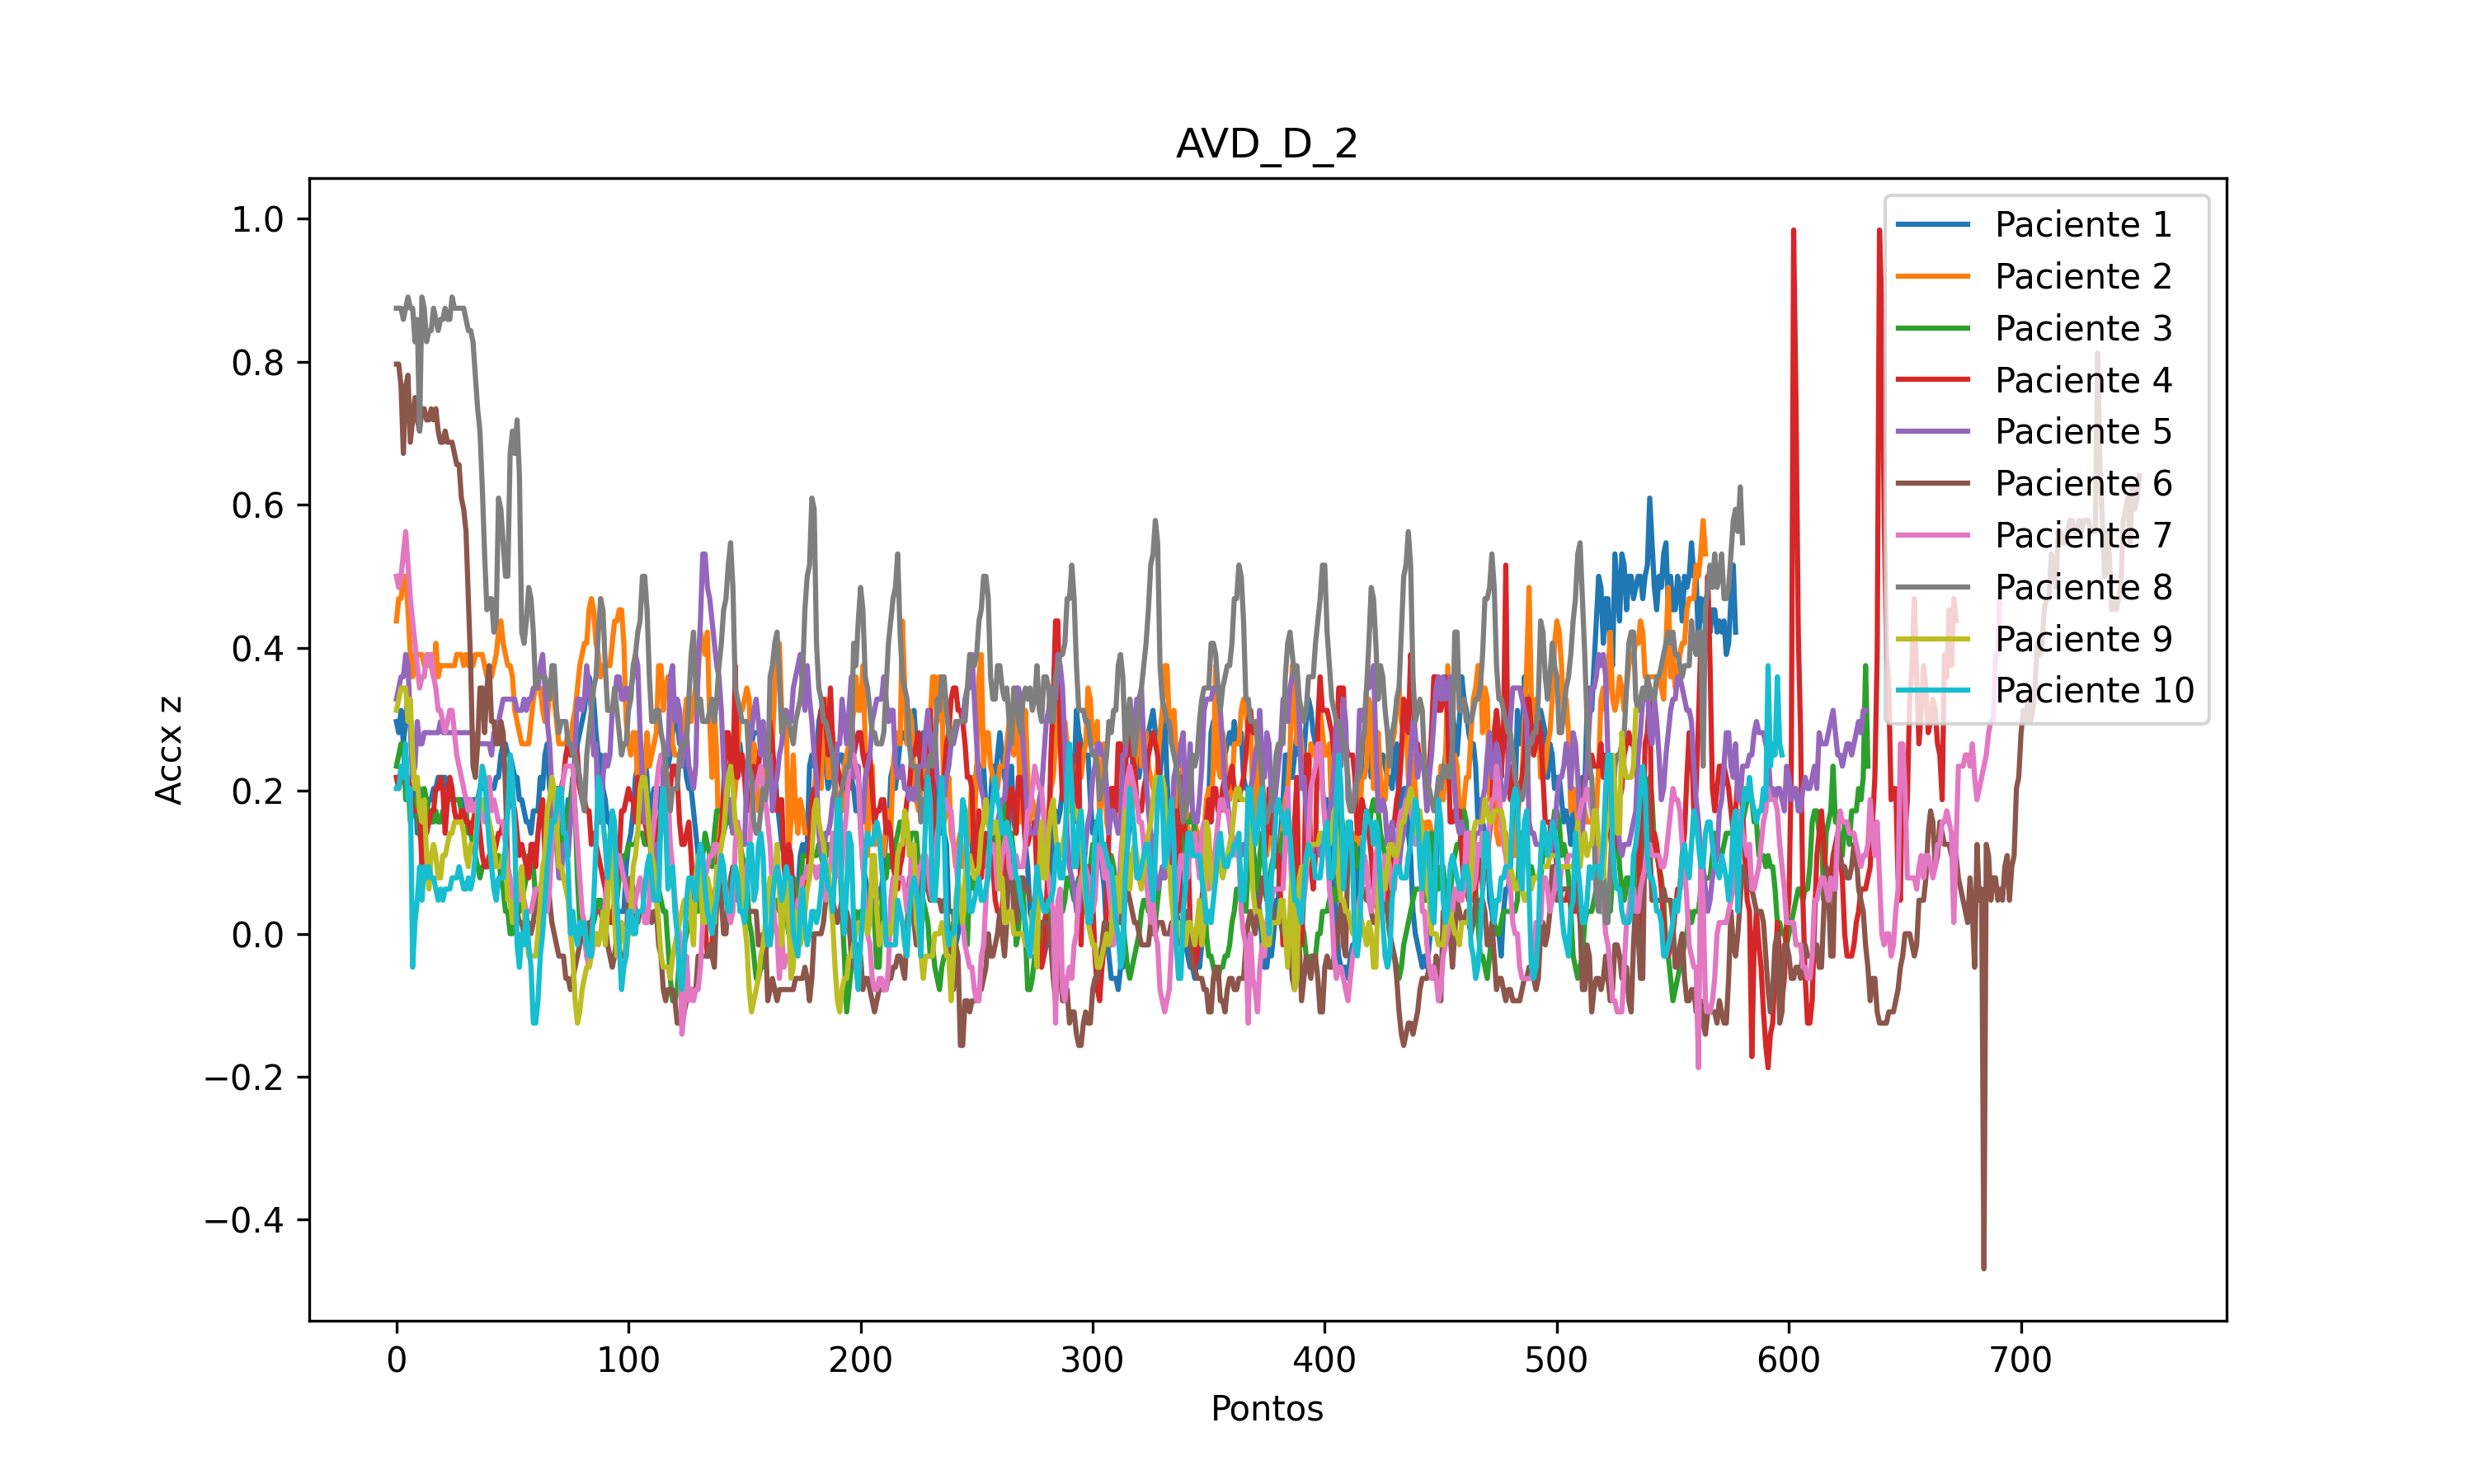 AVD_D_2
1.0
0.8
0.6
0.4
0.2
0.0
−0.2
−0.4
Accx z
0 100 200 300 400 500 600 700
Pontos
Paciente 1
Paciente 2
Paciente 3
Paciente 4
Paciente 5
Paciente 6
Paciente 7
Paciente 8
Paciente 9
Paciente 10